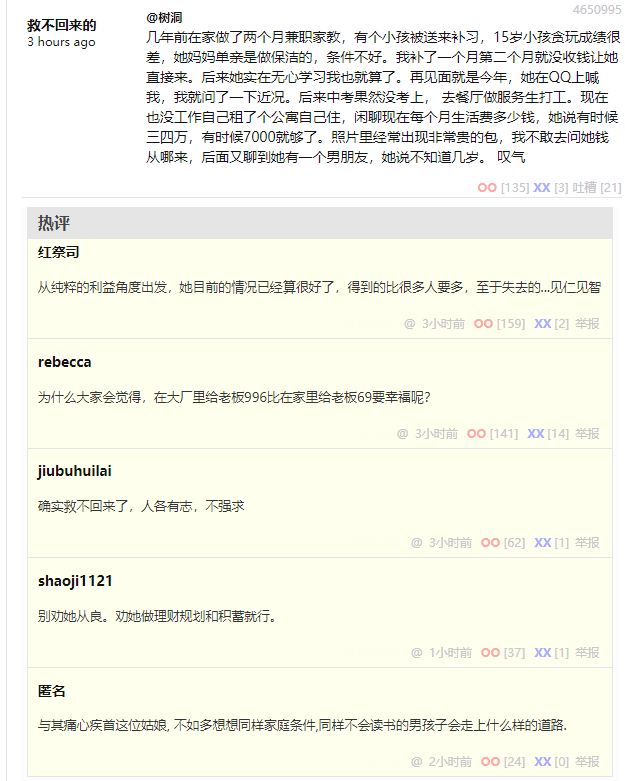 4650995
救不回来的
3 hours ago
@树洞
几年前在家做了两个月兼职家教，有个小孩被送来补习，15岁小孩贪玩成绩很
差，她妈妈单亲是做保洁的，条件不好。我补了一个月第二个月就没收钱让她
直接来。后来她实在无心学习我也就算了。再见面就是今年，她在QQ上喊
我，我就问了一下近况。后来中考果然没考上， 去餐厅做服务生打工。现在
也没工作自己租了个公寓自己住，闲聊现在每个月生活费多少钱，她说有时候
三四万，有时候7000就够了。照片里经常出现非常贵的包，我不敢去问她钱
从哪来，后面又聊到她有一个男朋友，她说不知道几岁。 叹气
OO [135] XX [3] 吐槽 [21]
热评
红祭司
从纯粹的利益角度出发，她目前的情况已经算很好了，得到的比很多人要多，至于失去的...见仁见智
@ 3小时前 OO [159] XX [2] 举报
rebecca
为什么大家会觉得，在大厂里给老板996比在家里给老板69要幸福呢?
@ 3小时前 OO [141] XX [14] 举报
jiubuhuilai
确实救不回来了，人各有志，不强求
@ 3小时前 OO [62] XX [1] 举报
shaoji1121
别劝她从良。劝她做理财规划和积蓄就行。
@ 1小时前 OO [37] XX [1] 举报
匿名
与其痛心疾首这位姑娘, 不如多想想同样家庭条件,同样不会读书的男孩子会走上什么样的道路.
@ 2小时前 OO [24] XX [0] 举报